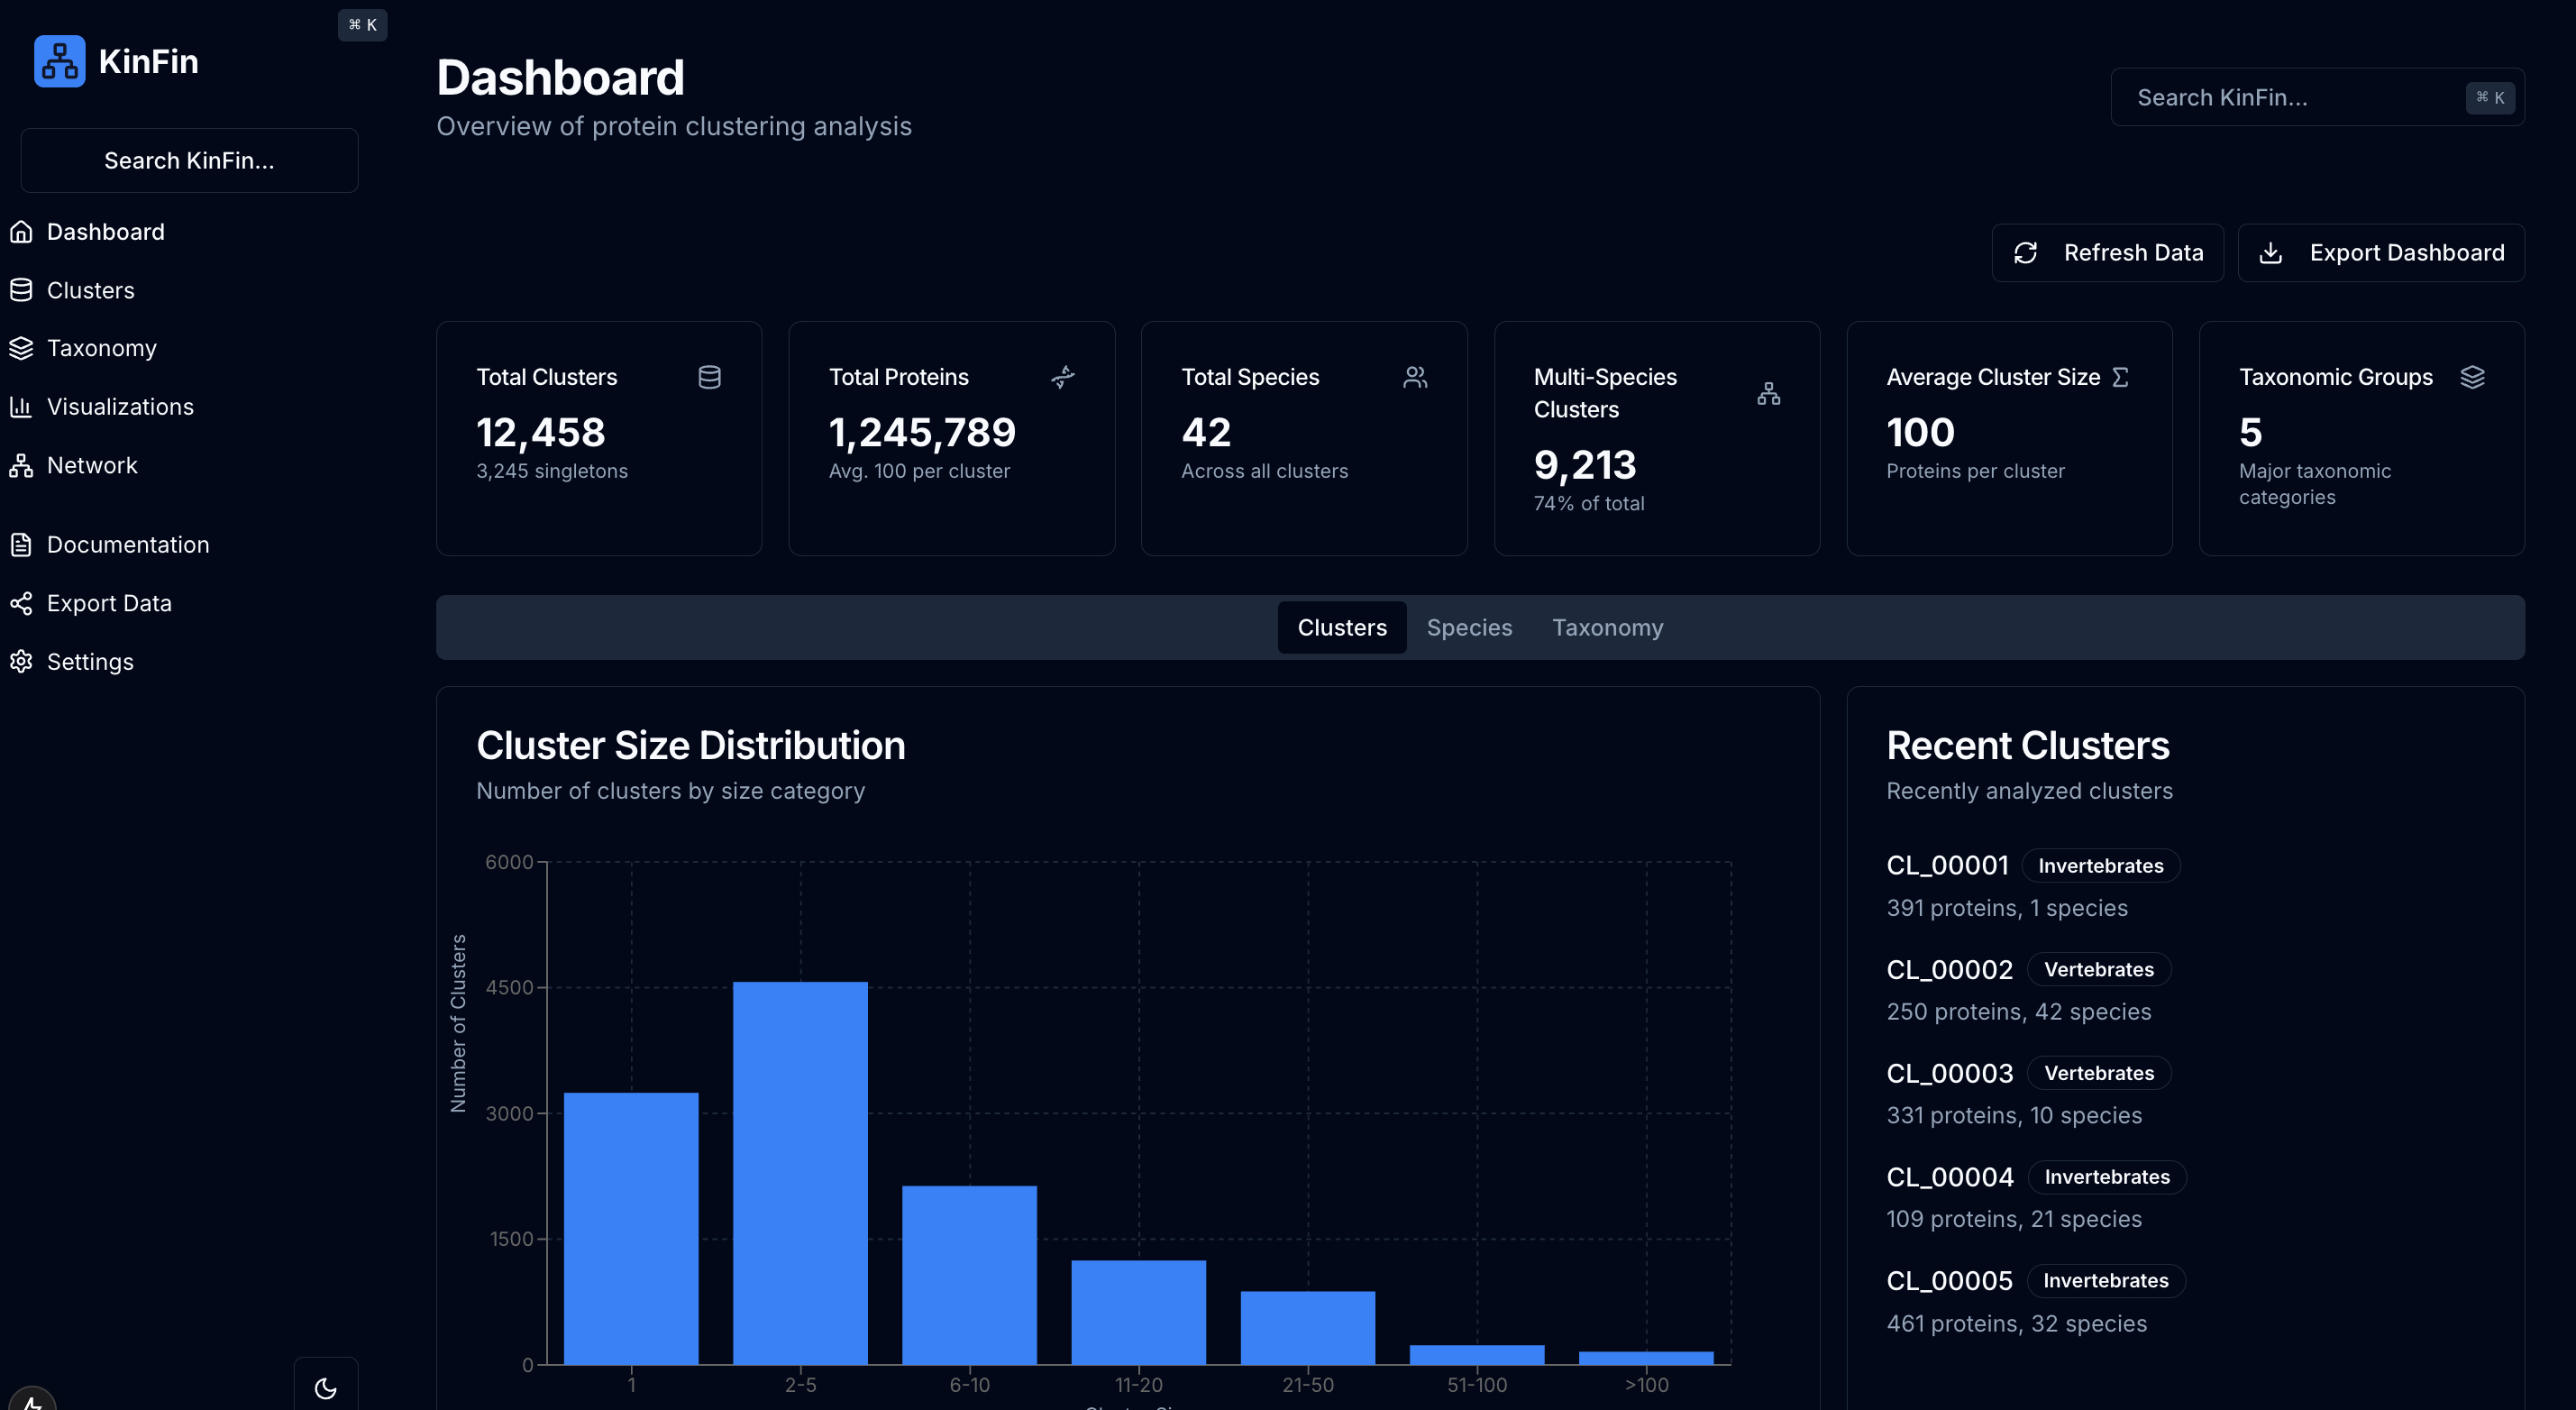 ⌘ K
KinFin
Search KinFin...
Dashboard
Clusters
Taxonomy
Visualizations
Network
Documentation
Export Data
Settings
Dashboard
Overview of protein clustering analysis
Search KinFin...
⌘ K
Refresh Data
Export Dashboard
Total Clusters
12,458
3,245 singletons
Total Proteins
1,245,789
Avg. 100 per cluster
Total Species
42
Across all clusters
Multi-Species
Clusters
9,213
74% of total
Average Cluster Size
100
Proteins per cluster
Taxonomic Groups
5
Major taxonomic
categories
Clusters
Species
Taxonomy
Cluster Size Distribution
Number of clusters by size category
Number of Clusters
6000
4500
3000
1500
0
1
2-5
6-10
11-20
21-50
51-100
>100
Recent Clusters
Recently analyzed clusters
CL_00001 Invertebrates
391 proteins, 1 species
CL_00002 Vertebrates
250 proteins, 42 species
CL_00003 Vertebrates
331 proteins, 10 species
CL_00004 Invertebrates
109 proteins, 21 species
CL_00005 Invertebrates
461 proteins, 32 species